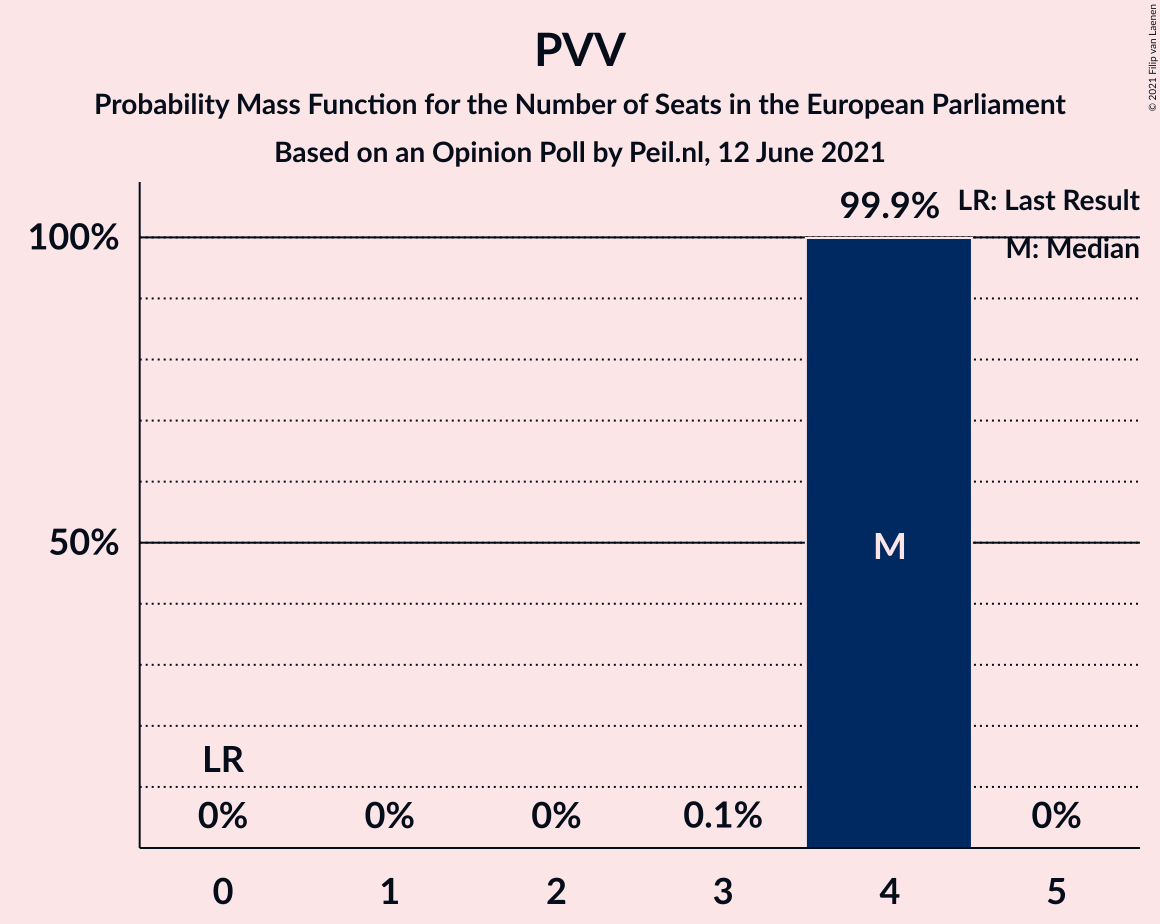 PVV
Probability Mass Function for the Number of Seats in the European Parliament
Based on an Opinion Poll by Peil.nl, 12 June 2021
© 2021 Filip van Laenen
99.9%
LR: Last Result
M: Median
100%
50%
M
LR
0%
0%
0%
0.1%
0%
0
1
2
3
4
5